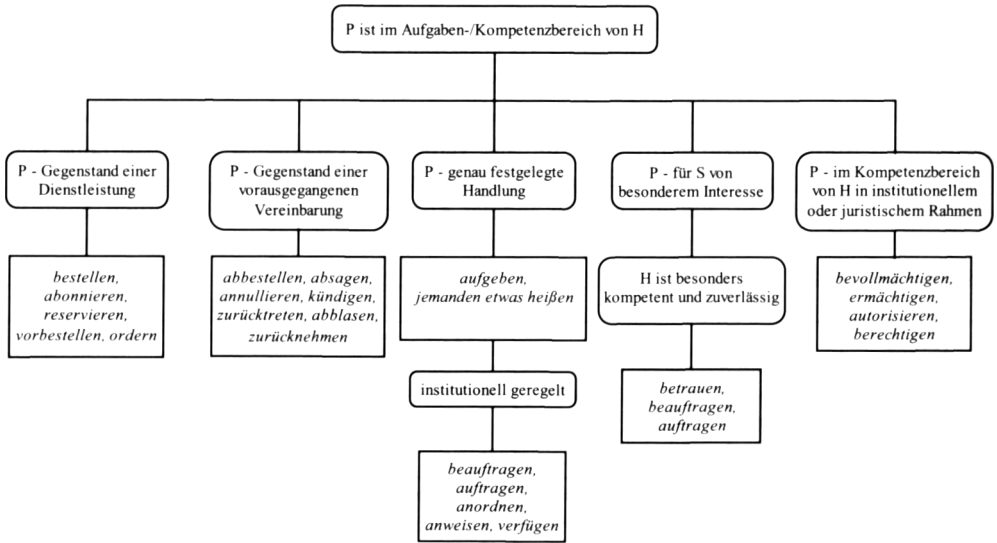 P ist im Aufgaben-/Kompetenzbereich von H
P - Gegenstand einer
Dienstleistung
P - Gegenstand einer
vorausgegangenen
Vereinbarung
P - genau festgelegte
Handlung
P - für S von
besonderem Interesse
P - im Kompetenzbereich
von H in institutionellem
oder juristischem Rahmen
bestellen,
abonnieren,
reservieren,
vorbestellen, ordern
abbestellen, absagen,
annullieren, kündigen,
zurücktreten, abblasen,
zurücknehmen
aufgeben,
jemanden etwas heißen
H ist besonders
kompetent und zuverlässig
bevollmächtigen,
ermächtigen,
autorisieren,
berechtigen
institutionell geregelt
betrauen,
beauftragen,
auftragen
beauftragen,
auftragen,
anordnen,
anweisen, verfügen